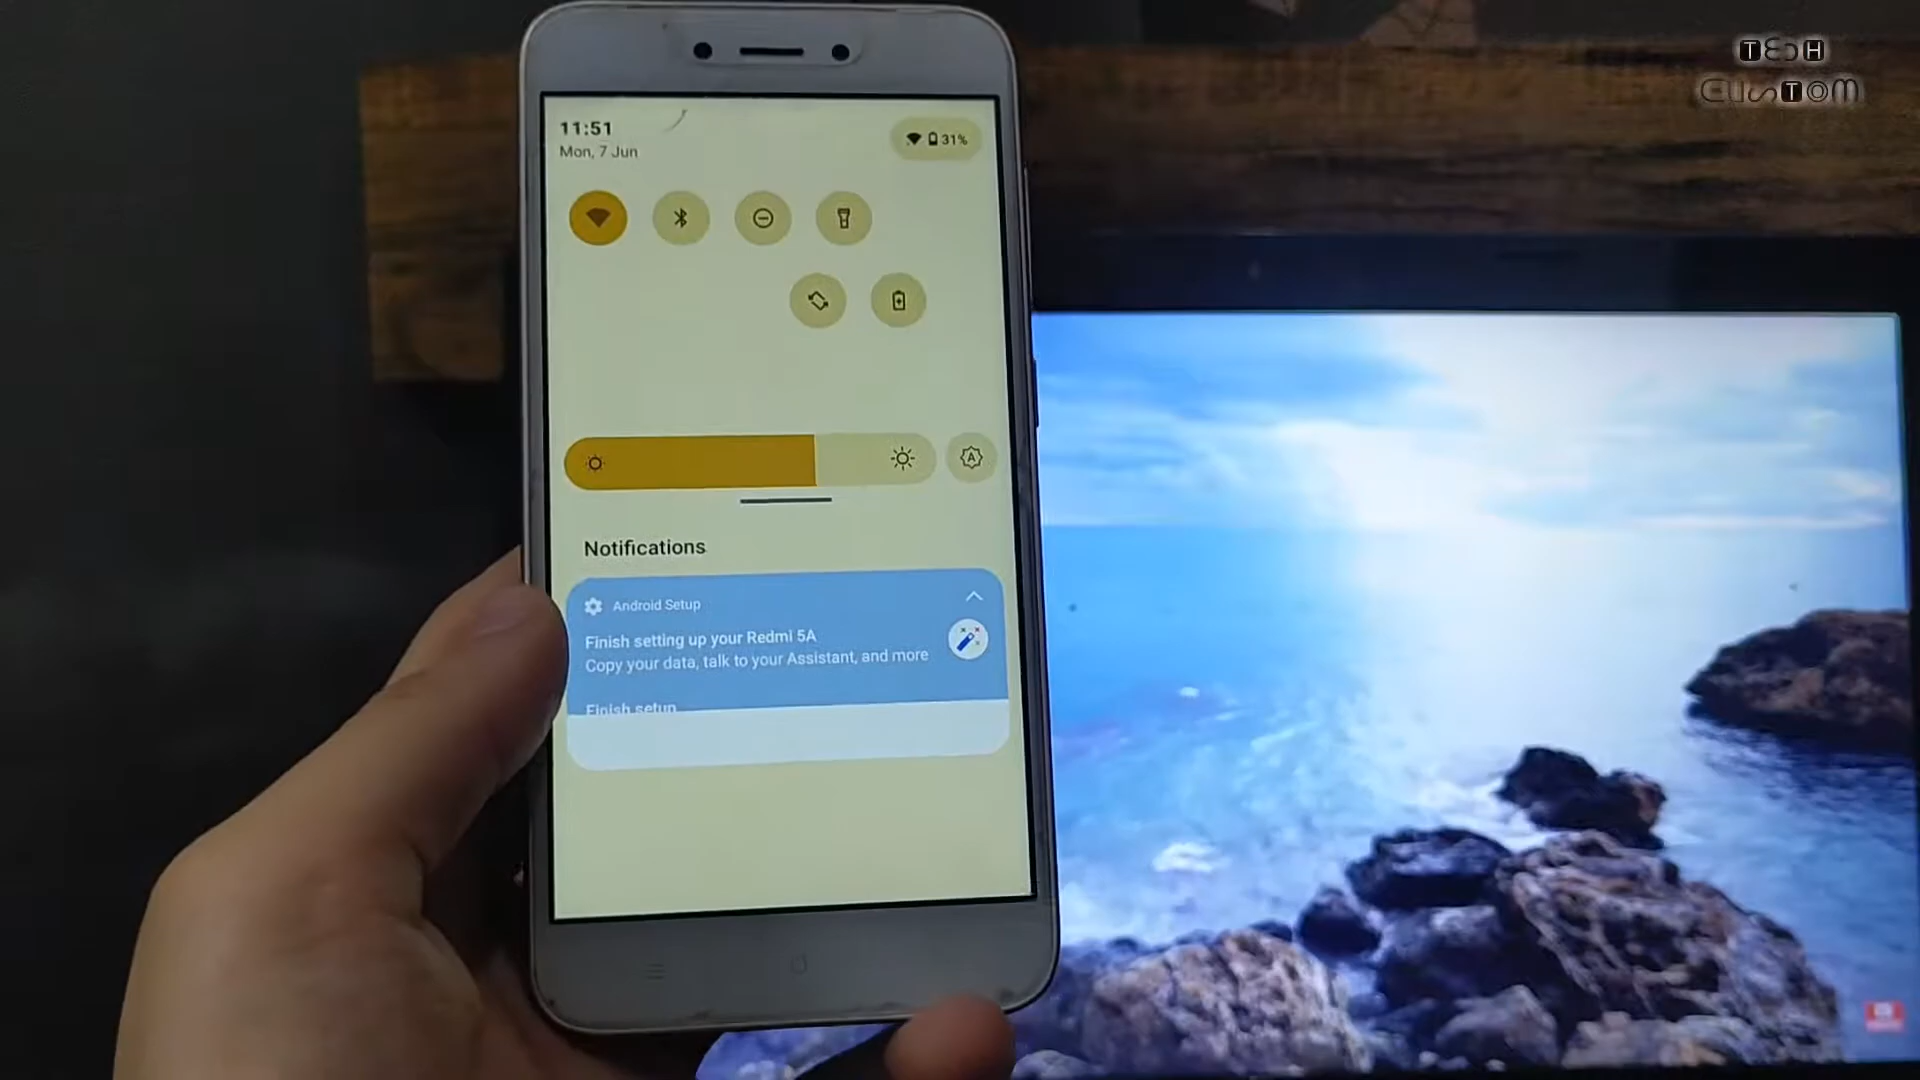 TECH
CUSTOM
11:51
31%
Mon, 7 Jun
A
Notifications
Android Setup
Finish setting up your Redmi 5A
Copy your data, talk to your Assistant, and more
Finish setup